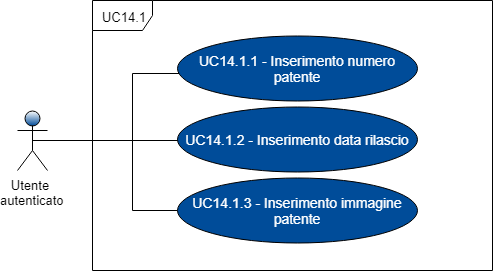 UC14.1
UC14.1.1 - Inserimento numero
patente
UC14.1.2 - Inserimento data rilascio
UC14.1.3 - Inserimento immagine
patente
Utente
autenticato